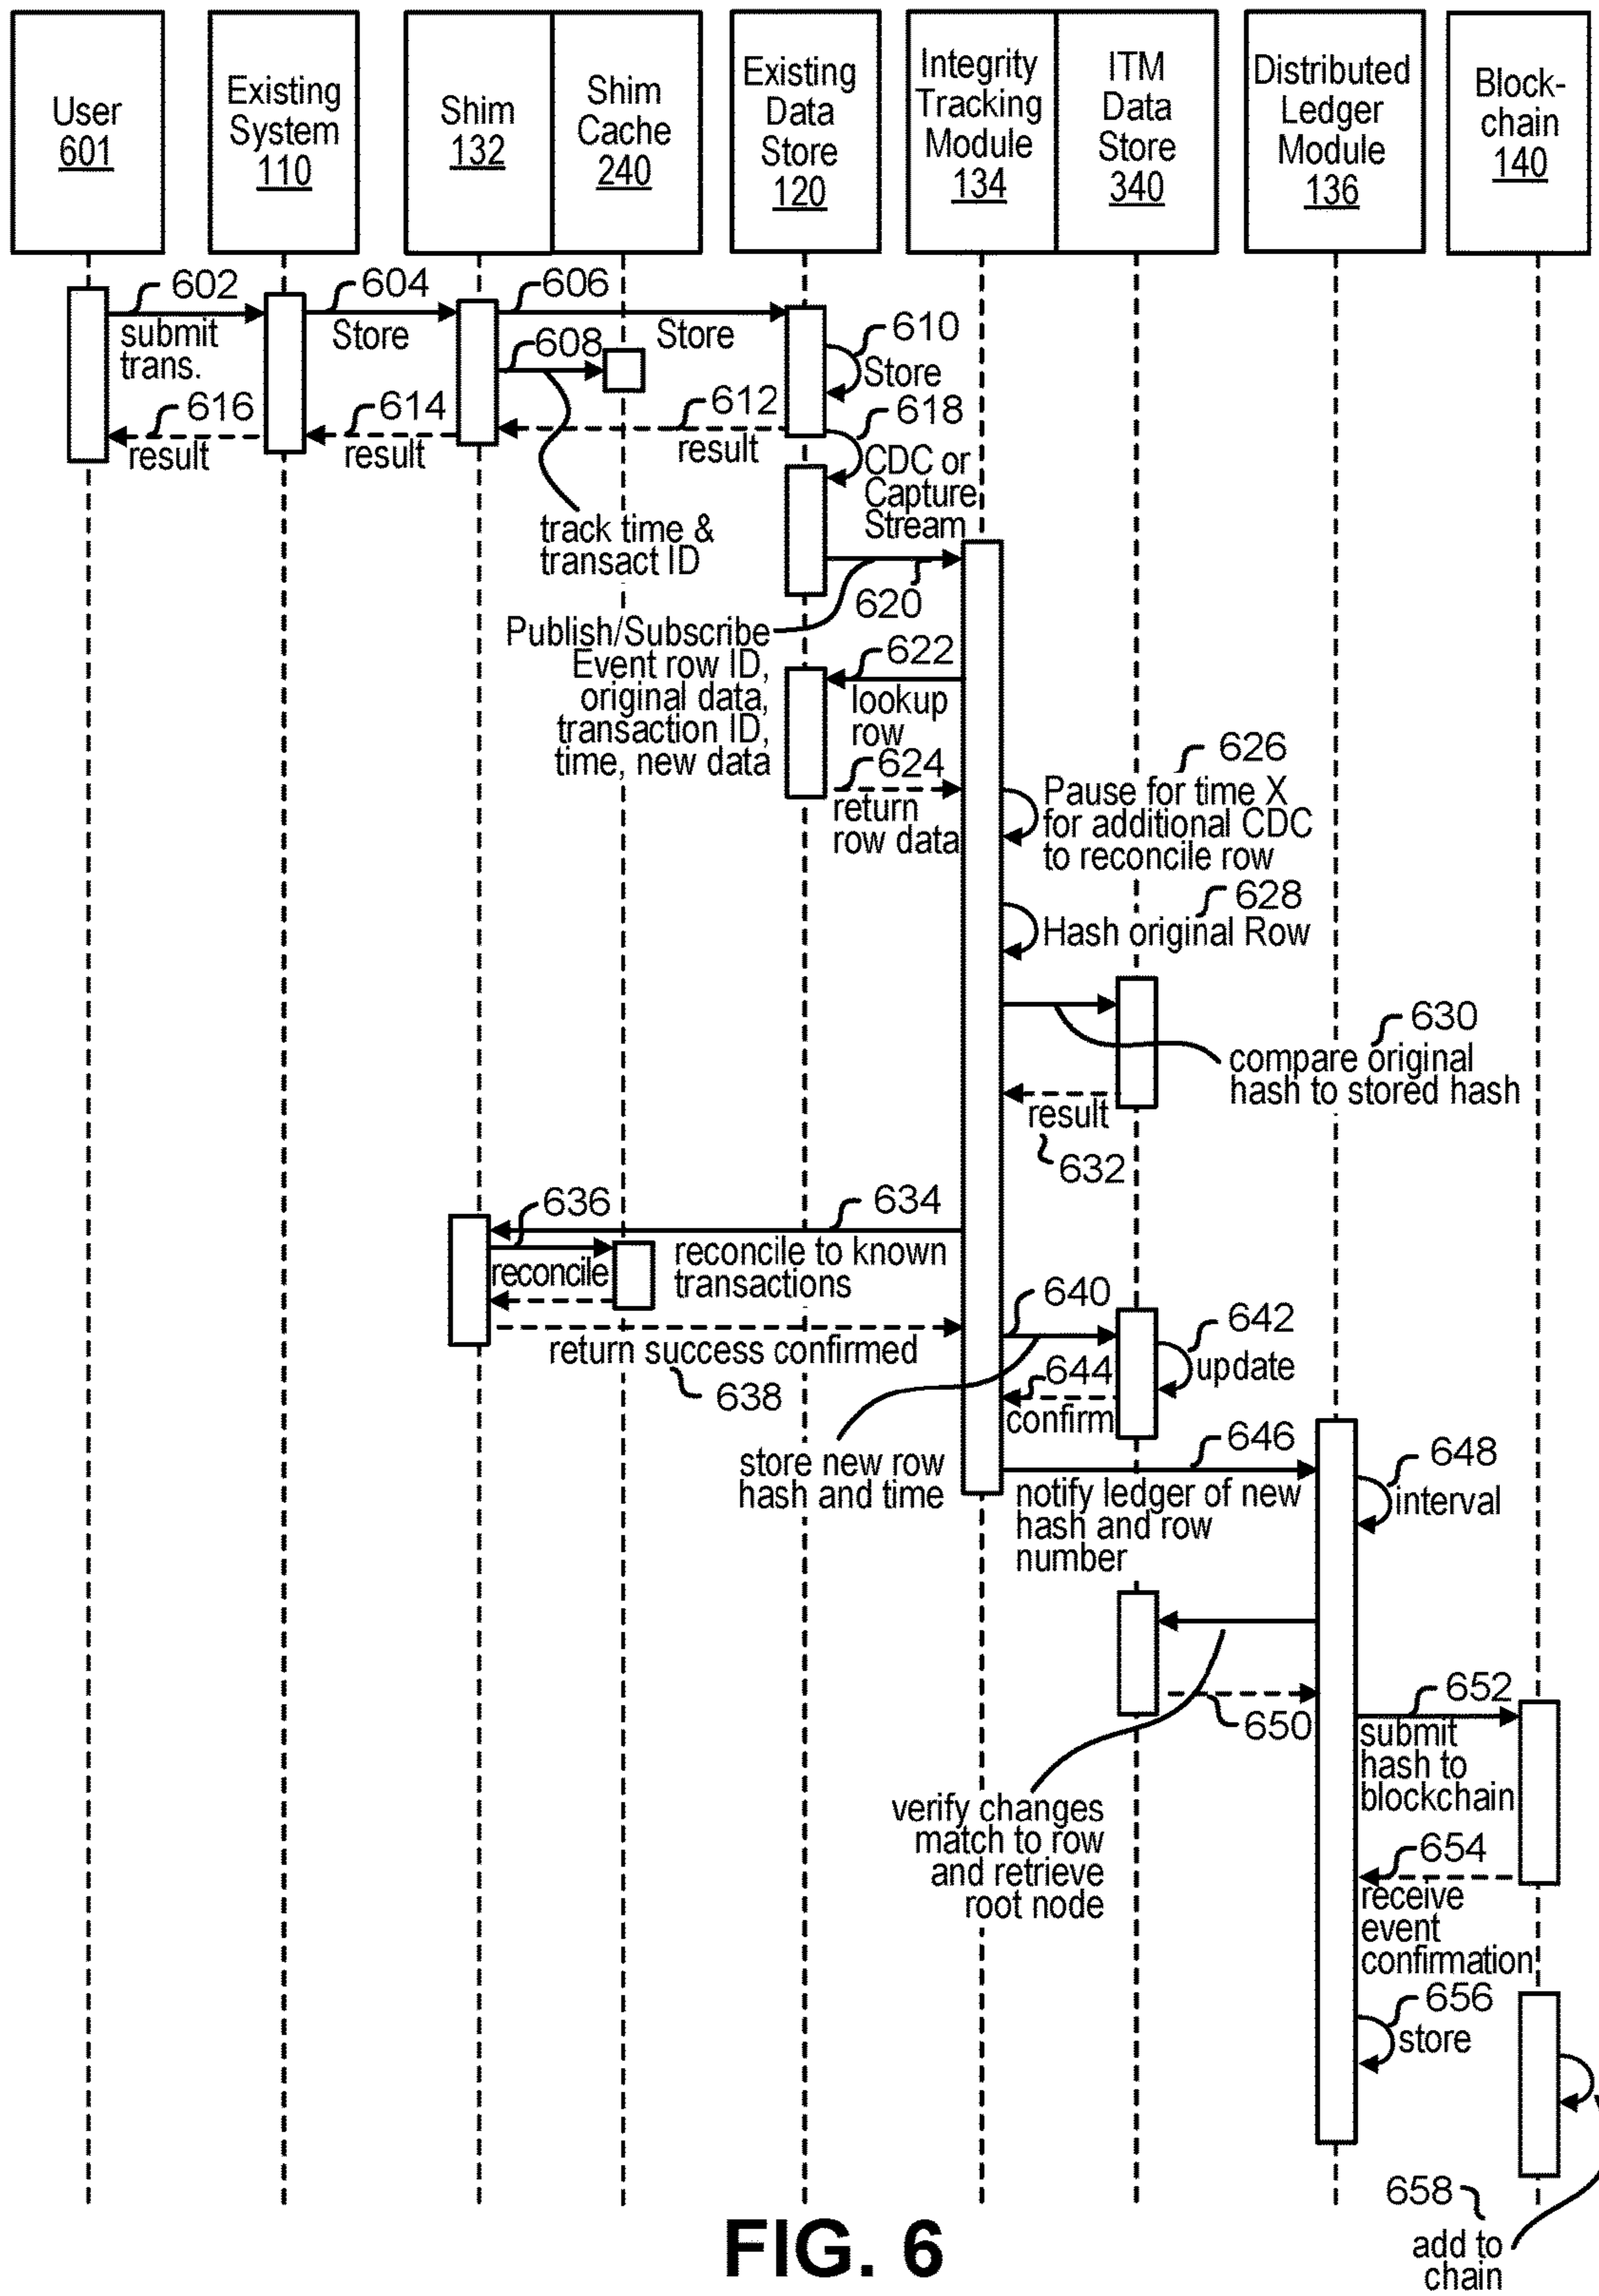 User
601
Existing
System
110
Shim
132
Shim
Cache
240
Existing
Data
Store
120
Integrity
Tracking
Module
134
ITM
Data
Store
340
Distributed
Ledger
Module
136
Block-
chain
140
602
submit
trans.
604
Store
606
Store
608
610
Store
616
result
614
result
612
result
618
CDC or
Capture
Stream
track time &
transact ID
620
Publish/Subscribe
Event row ID,
original data,
transaction ID,
time, new data
622
lookup
row
624
return
row data
626
Pause for time X
for additional CDC
to reconcile row
628
Hash original Row
630
compare original
hash to stored hash
result
632
634
reconcile to known
transactions
636
reconcile
return success confirmed
638
640
642
update
644
confirm
store new row
hash and time
646
notify ledger of new
hash and row
number
648
interval
650
verify changes
match to row
and retrieve
root node
652
submit
hash to
blockchain
654
receive
event
confirmation
656
store
658
add to
chain
FIG. 6